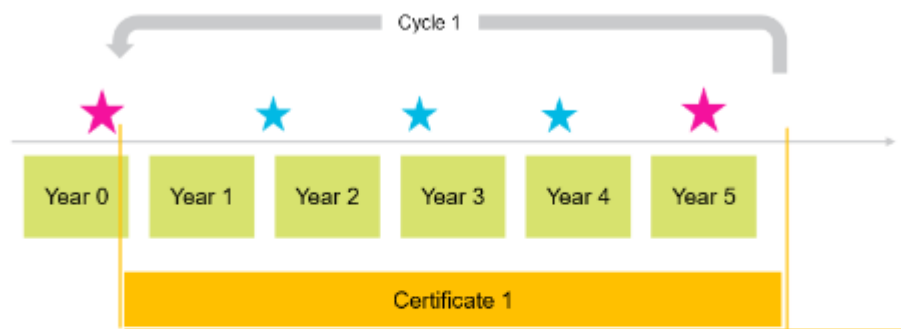 Cycle 1
Year 0
Year 1
Year 2
Year 3
Year 4
Year 5
Certificate 1